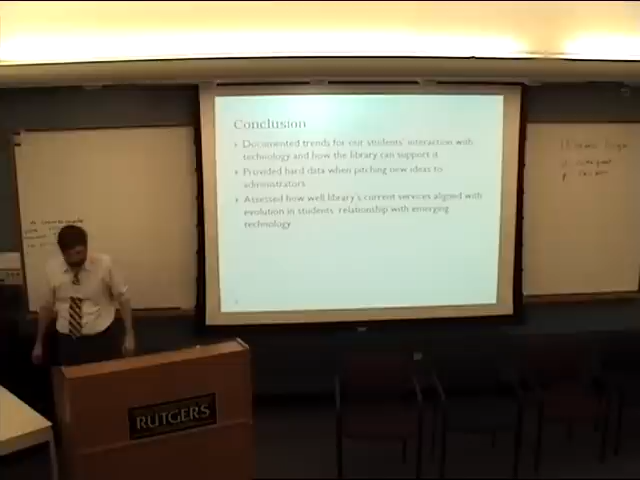 Conclusion
Documented trends for our students' interaction with
technology and how the library can support it
Provided hard data when pitching new ideas to
administrators
Assessed how well library's current services aligned with
evolution in students' relationship with emerging
technology
RUTGERS